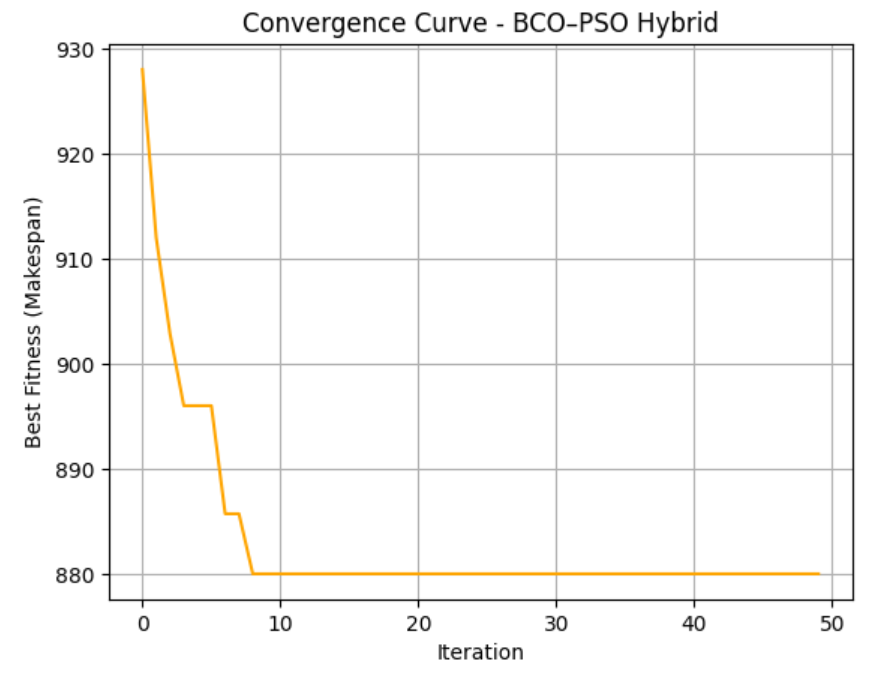 Convergence Curve - BCO–PSO Hybrid
Best Fitness (Makespan)
930
920
910
900
890
880
0 10 20 30 40 50
Iteration